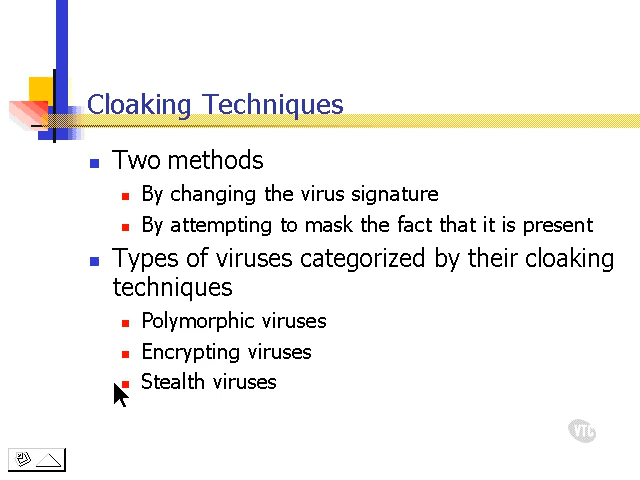 Cloaking Techniques
Two methods
By changing the virus signature
By attempting to mask the fact that it is present
Types of viruses categorized by their cloaking
techniques
Polymorphic viruses
Encrypting viruses
Stealth viruses
VTC